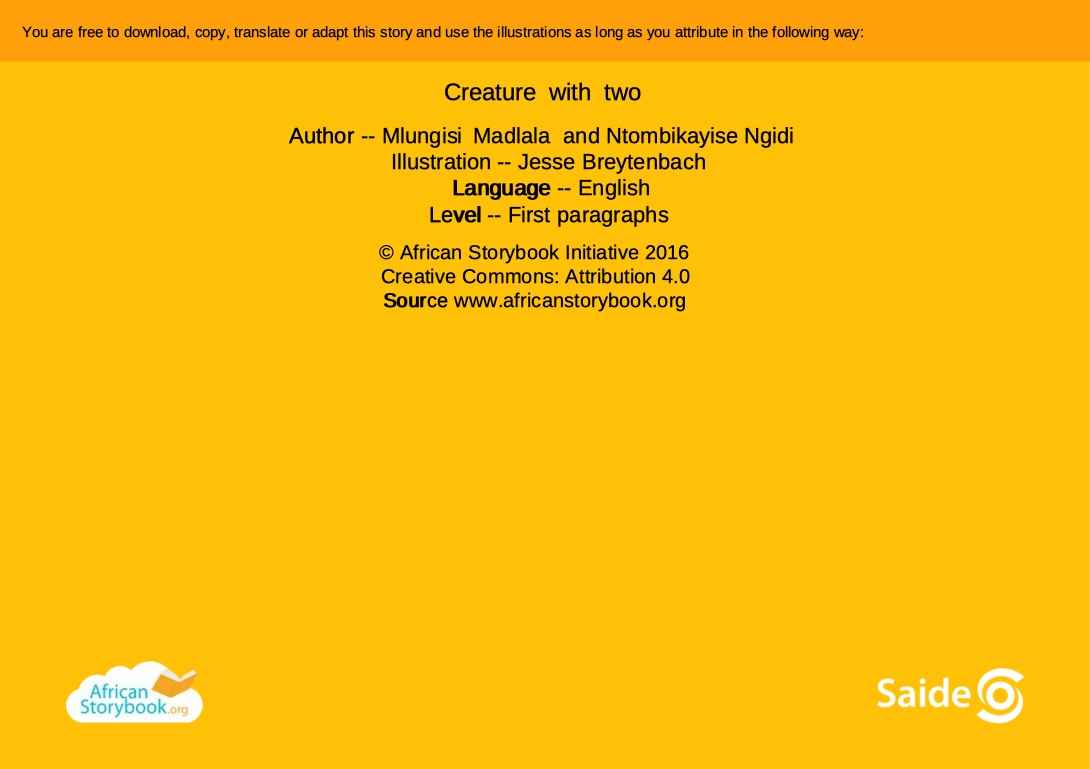 You are free to download, copy, translate or adapt this story and use the illustrations as long as you attribute in the following way:
Creature with two
Author -- Mlungisi Madlala and Ntombikayise Ngidi
Illustration -- Jesse Breytenbach
Language -- English
Level -- First paragraphs
© African Storybook Initiative 2016
Creative Commons: Attribution 4.0
Source www.africanstorybook.org
African
Storybook.org
Saide